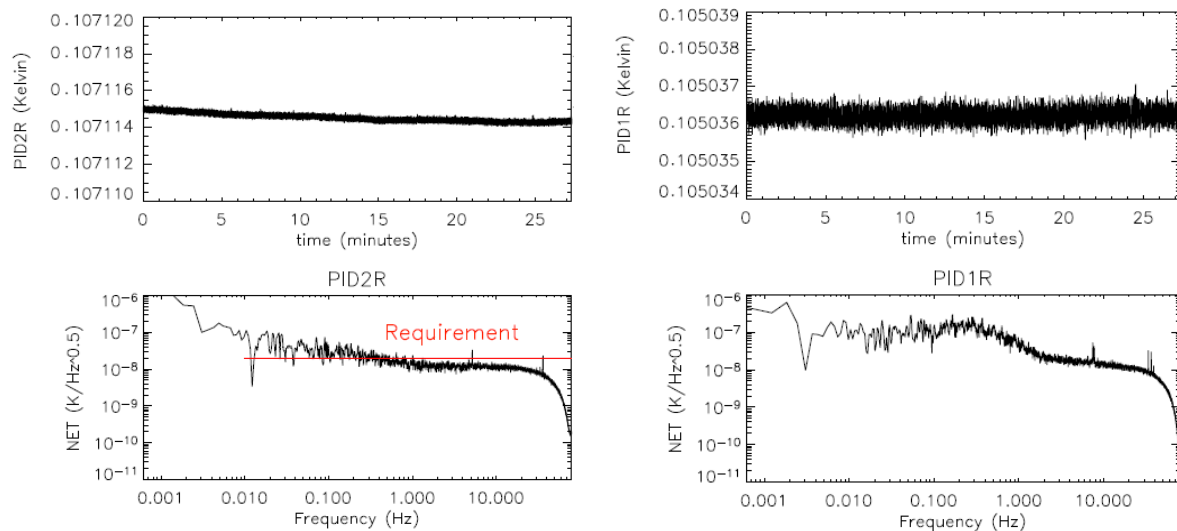 PID2R (Kelvin)
0.107120
0.107118
0.107116
0.107114
0.107112
0.107110
0 5 10 15 20 25
time (minutes)
PID1R (Kelvin)
0.105039
0.105038
0.105037
0.105036
0.105035
0.105034
0 5 10 15 20 25
time (minutes)
PID2R
NET (K/Hz^0.5)
10-6
10-7
10-8
10-9
10-10
10-11
Requirement
0.001 0.010 0.100 1.000 10.000
Frequency (Hz)
PID1R
NET (K/Hz^0.5)
10-6
10-7
10-8
10-9
10-10
10-11
0.001 0.010 0.100 1.000 10.000
Frequency (Hz)